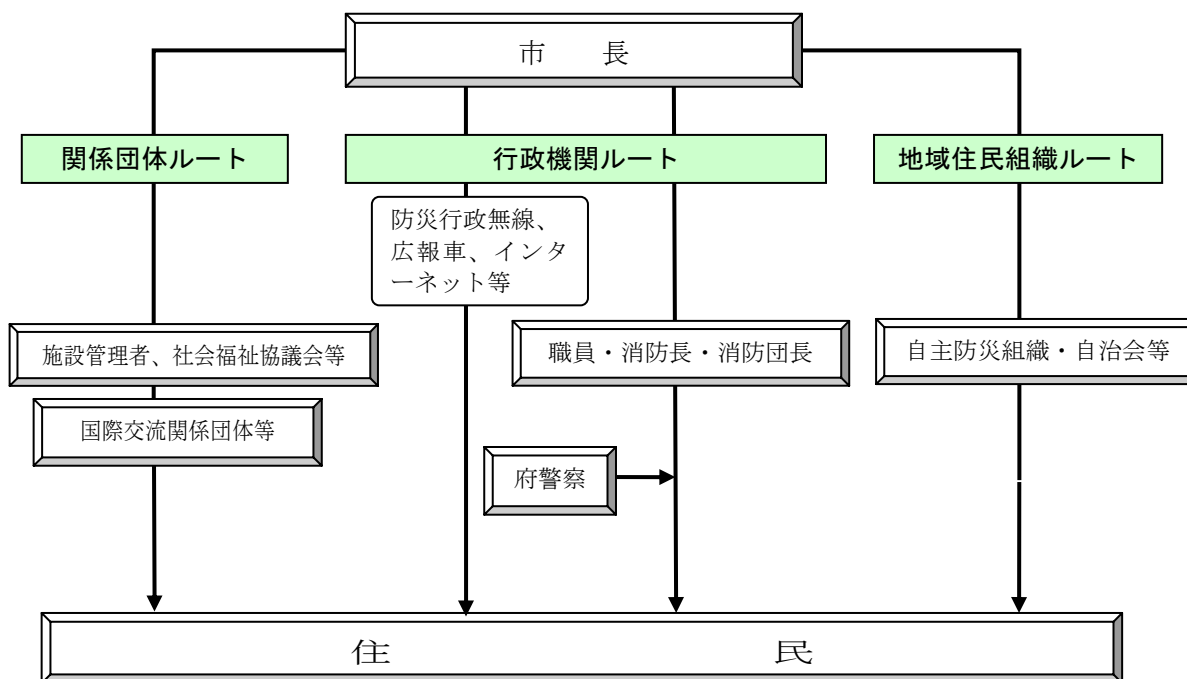 市　　長
関係団体ルート
行政機関ルート
地域住民組織ルート
防災行政無線、
広報車、インタ
ーネット等
施設管理者、社会福祉協議会等
職員・消防長・消防団長
自主防災組織・自治会等
国際交流関係団体等
府警察
住　　　　民